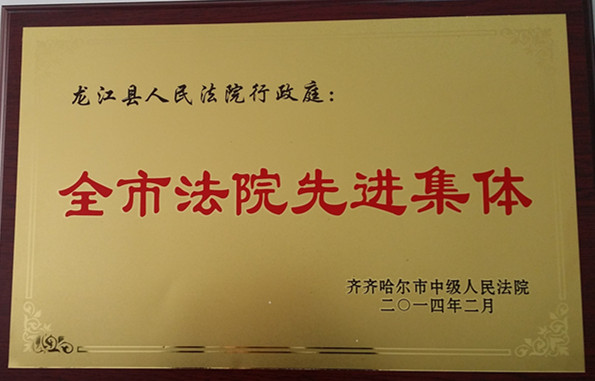 龙江县人民法院行政庭：
全市法院先进集体
齐齐哈尔市中级人民法院
二〇一四年二月